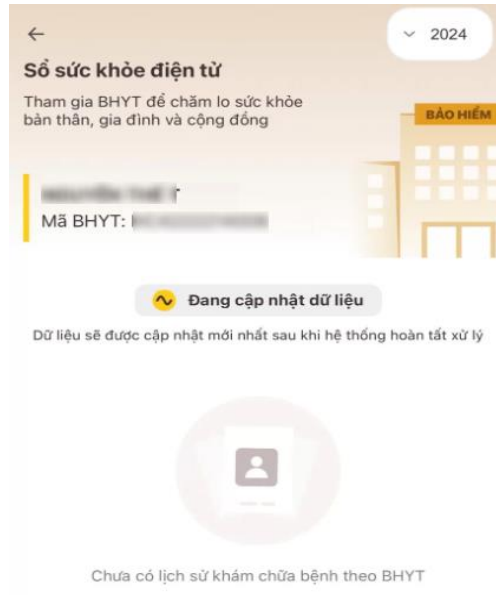 2024
Sổ sức khỏe điện tử
Tham gia BHYT để chăm lo sức khỏe
bản thân, gia đình và cộng đồng
BẢO HIỂM
Mã BHYT:
Đang cập nhật dữ liệu
Dữ liệu sẽ được cập nhật mới nhất sau khi hệ thống hoàn tất xử lý
Chưa có lịch sử khám chữa bệnh theo BHYT